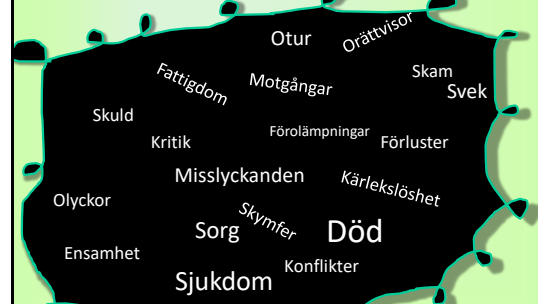 Otur
Orättvisor
Fattigdom
Motgångar
Skam
Svek
Skuld
Kritik
Förolämpningar
Förluster
Misslyckanden
Kärlekslöshet
Olyckor
Sorg
Skymfer
Död
Ensamhet
Konflikter
Sjukdom